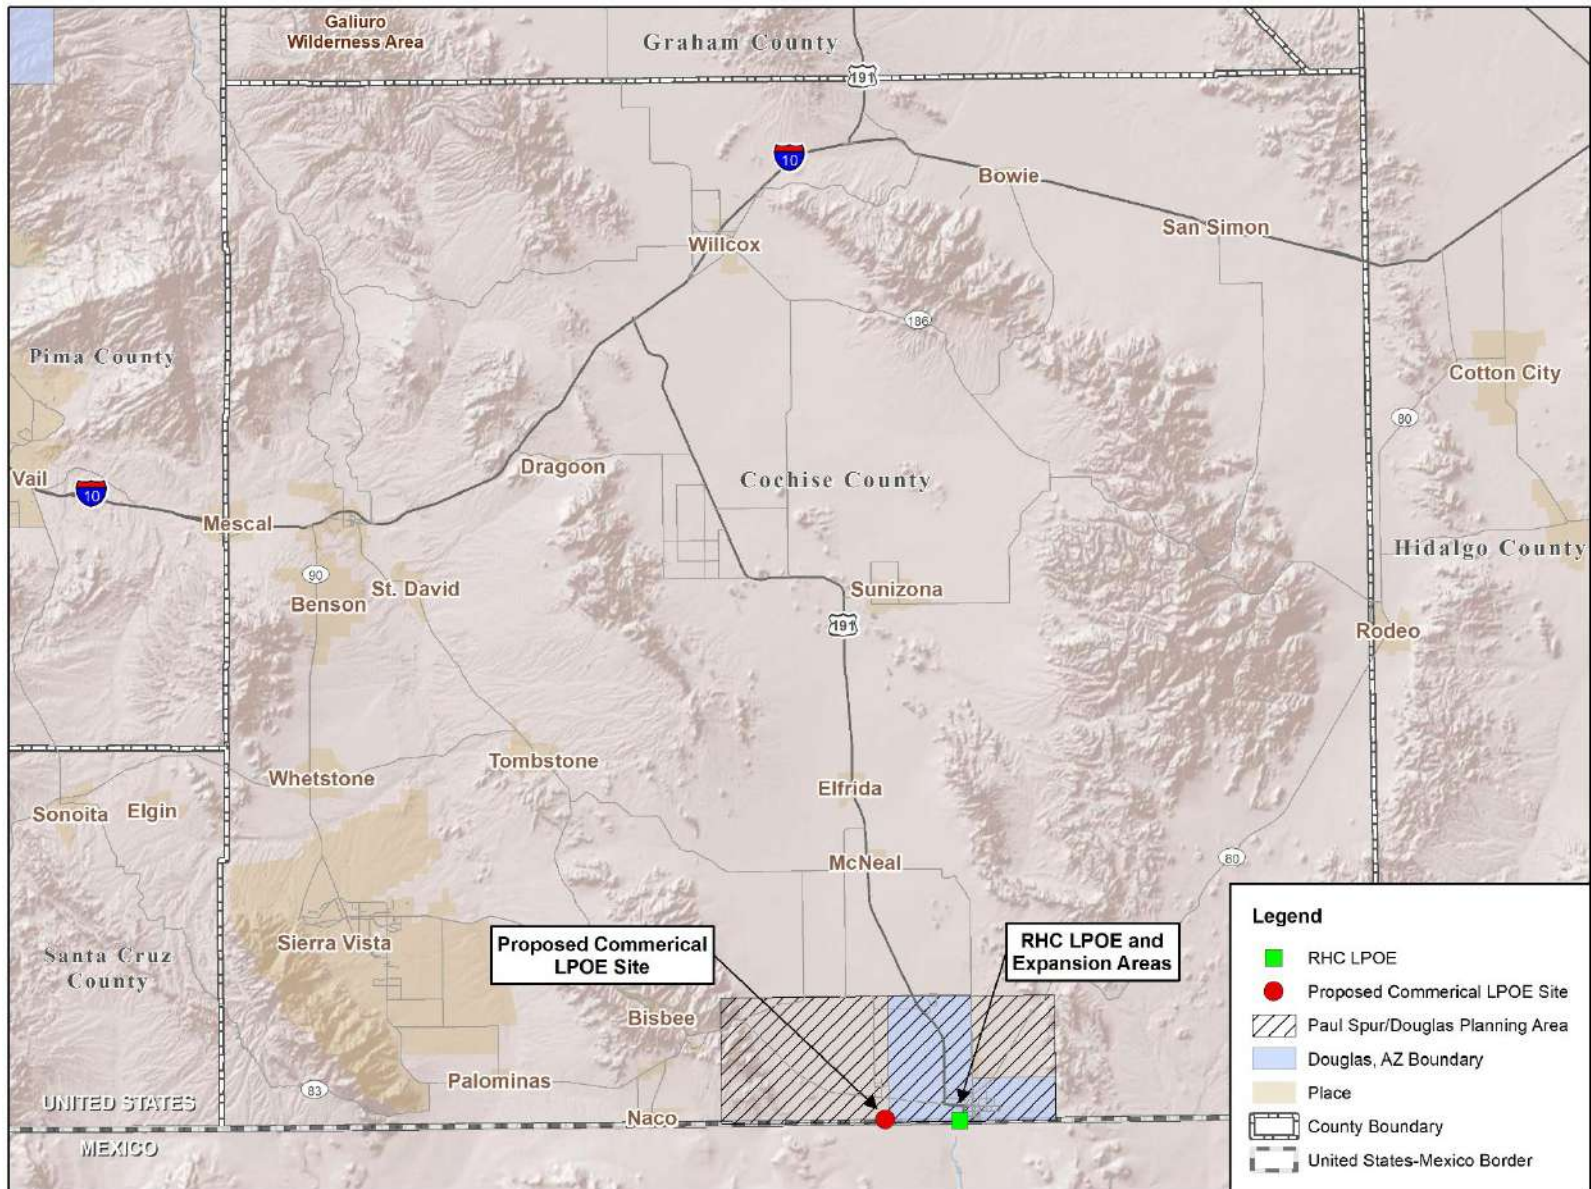 Galiuro
Wilderness Area
Graham County
191
10
Bowie
San Simon
Willcox
186
Pima County
Cotton City
80
Vail
10
Dragoon
Cochise County
Mescal
Hidalgo County
90
Benson
St. David
Sunizona
191
Rodeo
Tombstone
Whetstone
Elfrida
Sonoita
Elgin
McNeal
80
Sierra Vista
Santa Cruz
County
Proposed Commerical
LPOE Site
RHC LPOE and
Expansion Areas
Bisbee
Palominas
83
Naco
UNITED STATES
MEXICO
Legend
RHC LPOE
Proposed Commerical LPOE Site
Paul Spur/Douglas Planning Area
Douglas, AZ Boundary
Place
County Boundary
United States-Mexico Border